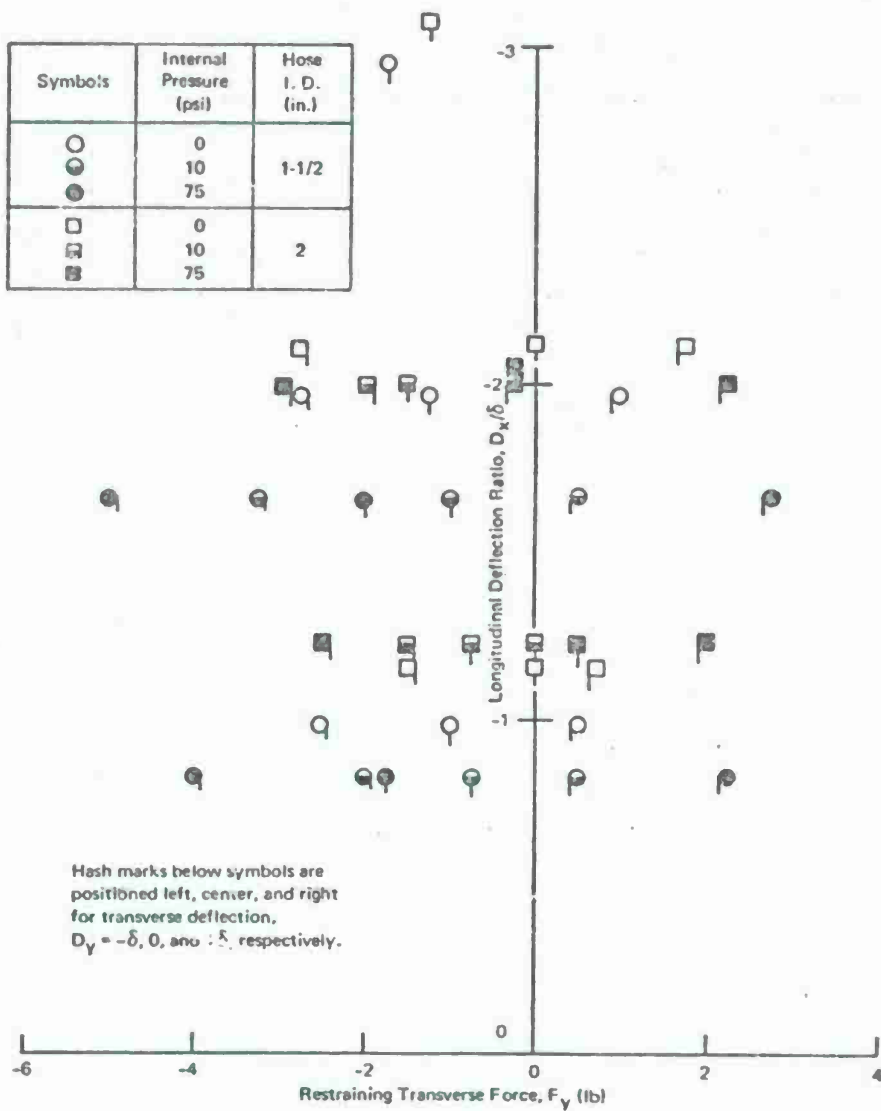 Symbols
Internal
Pressure
(psi)
Hose
I. D.
(in.)
0
10
75
1-1/2
0
10
75
2
-3
-2
-1
0
Longitudinal Deflection Ratio, Dx/δ
Hash marks below symbols are
positioned left, center, and right
for transverse deflection,
Dy = -δ, 0, and δ, respectively.
-6
-4
-2
0
2
4
Restraining Transverse Force, Fy (lb)